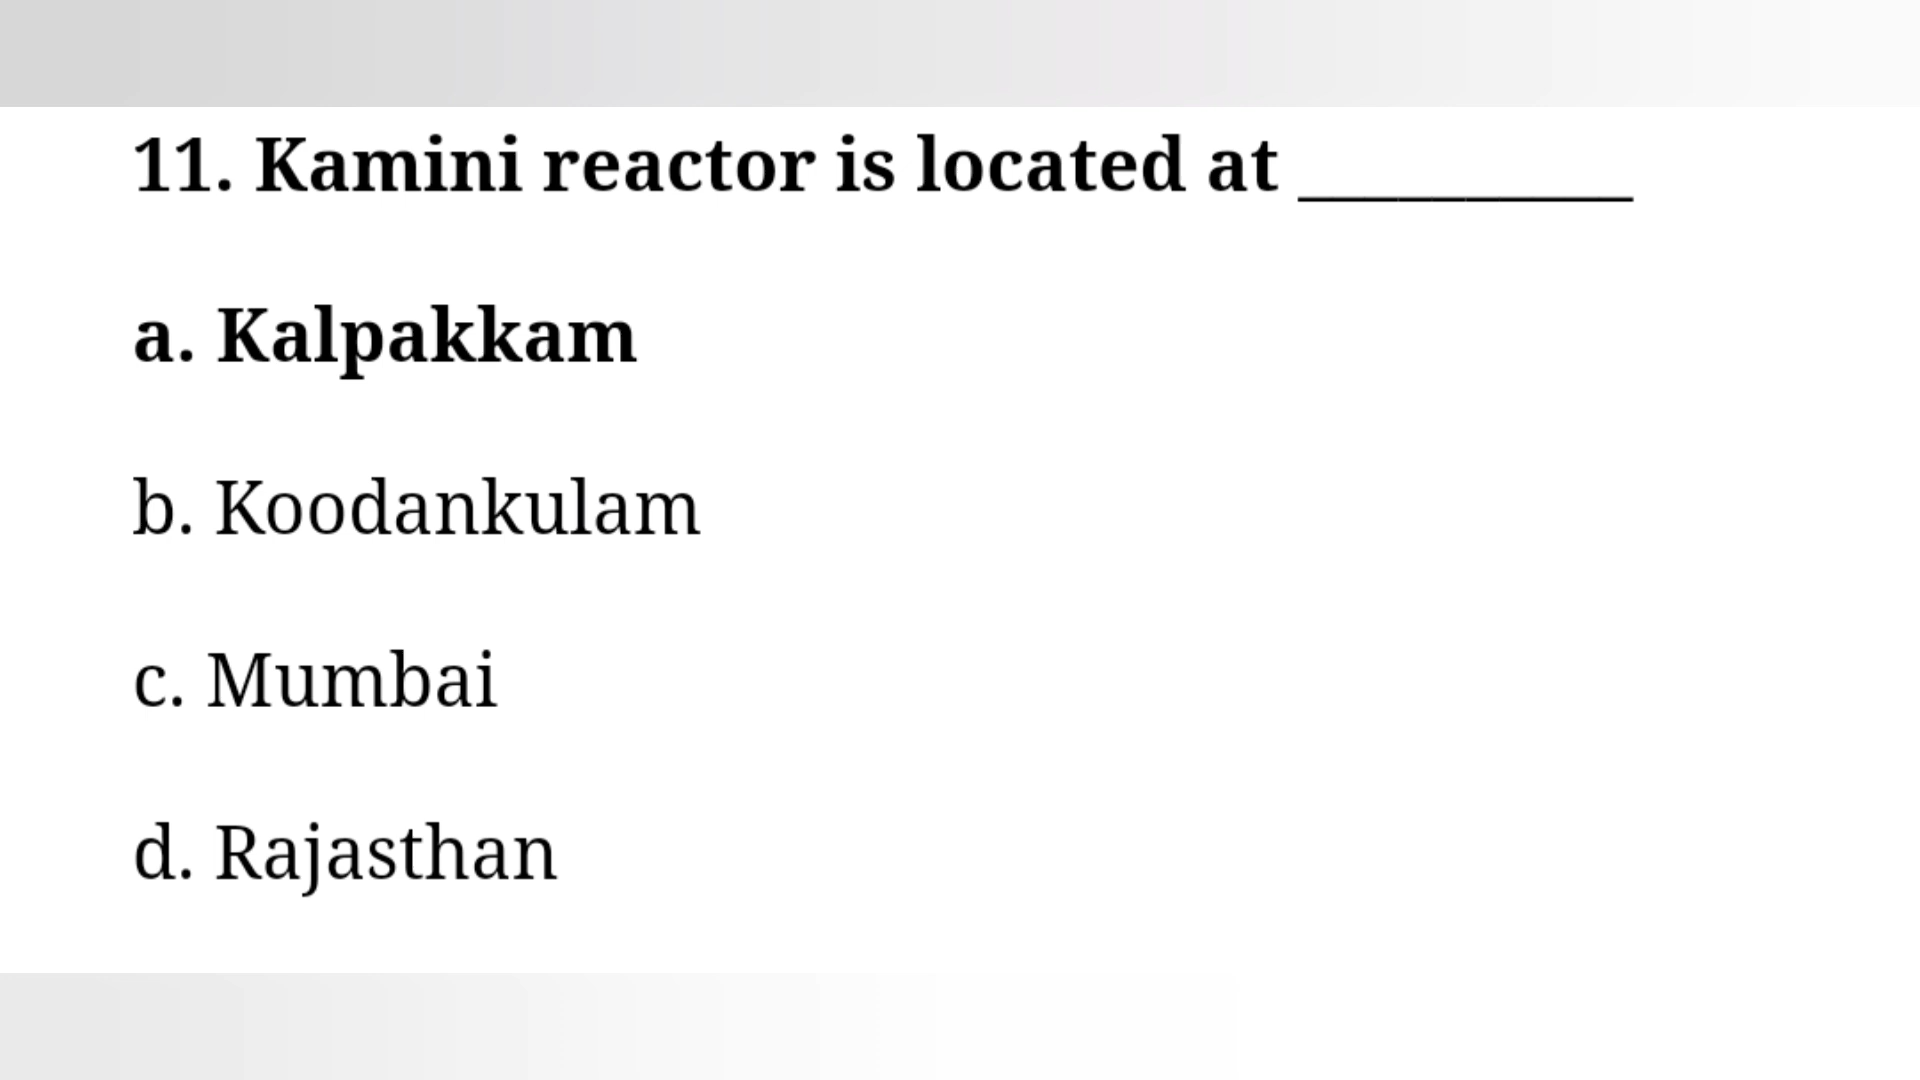 11. Kamini reactor is located at __________
a. Kalpakkam
b. Koodankulam
c. Mumbai
d. Rajasthan